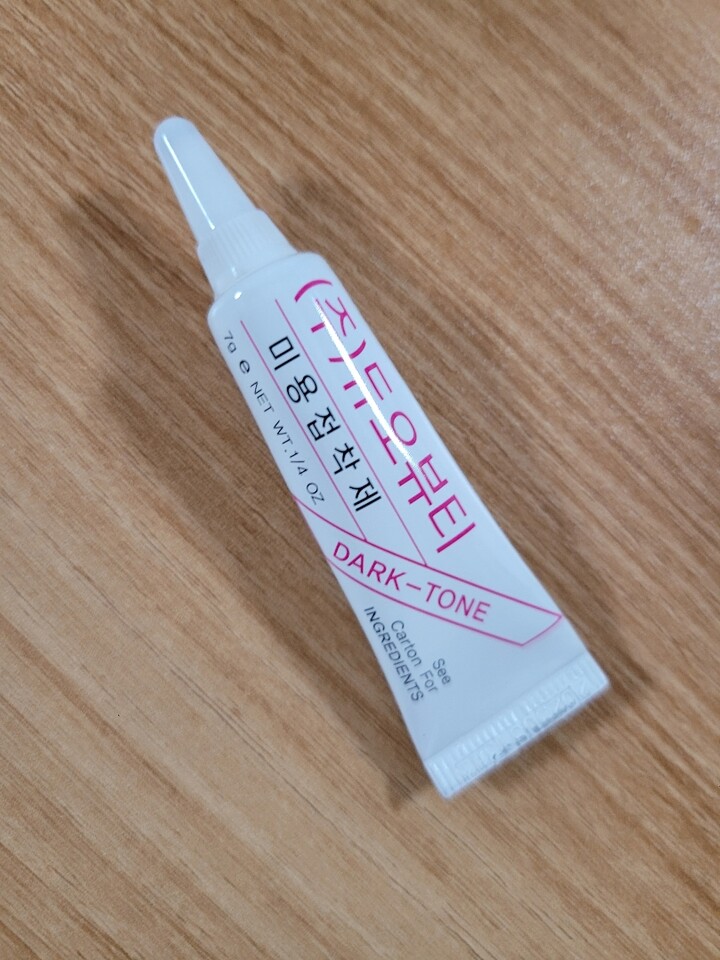 (주)듀오뷰티
미용접착제
7g e NET WT.1/4 OZ
DARK-TONE
See
Carton For
INGREDIENTS